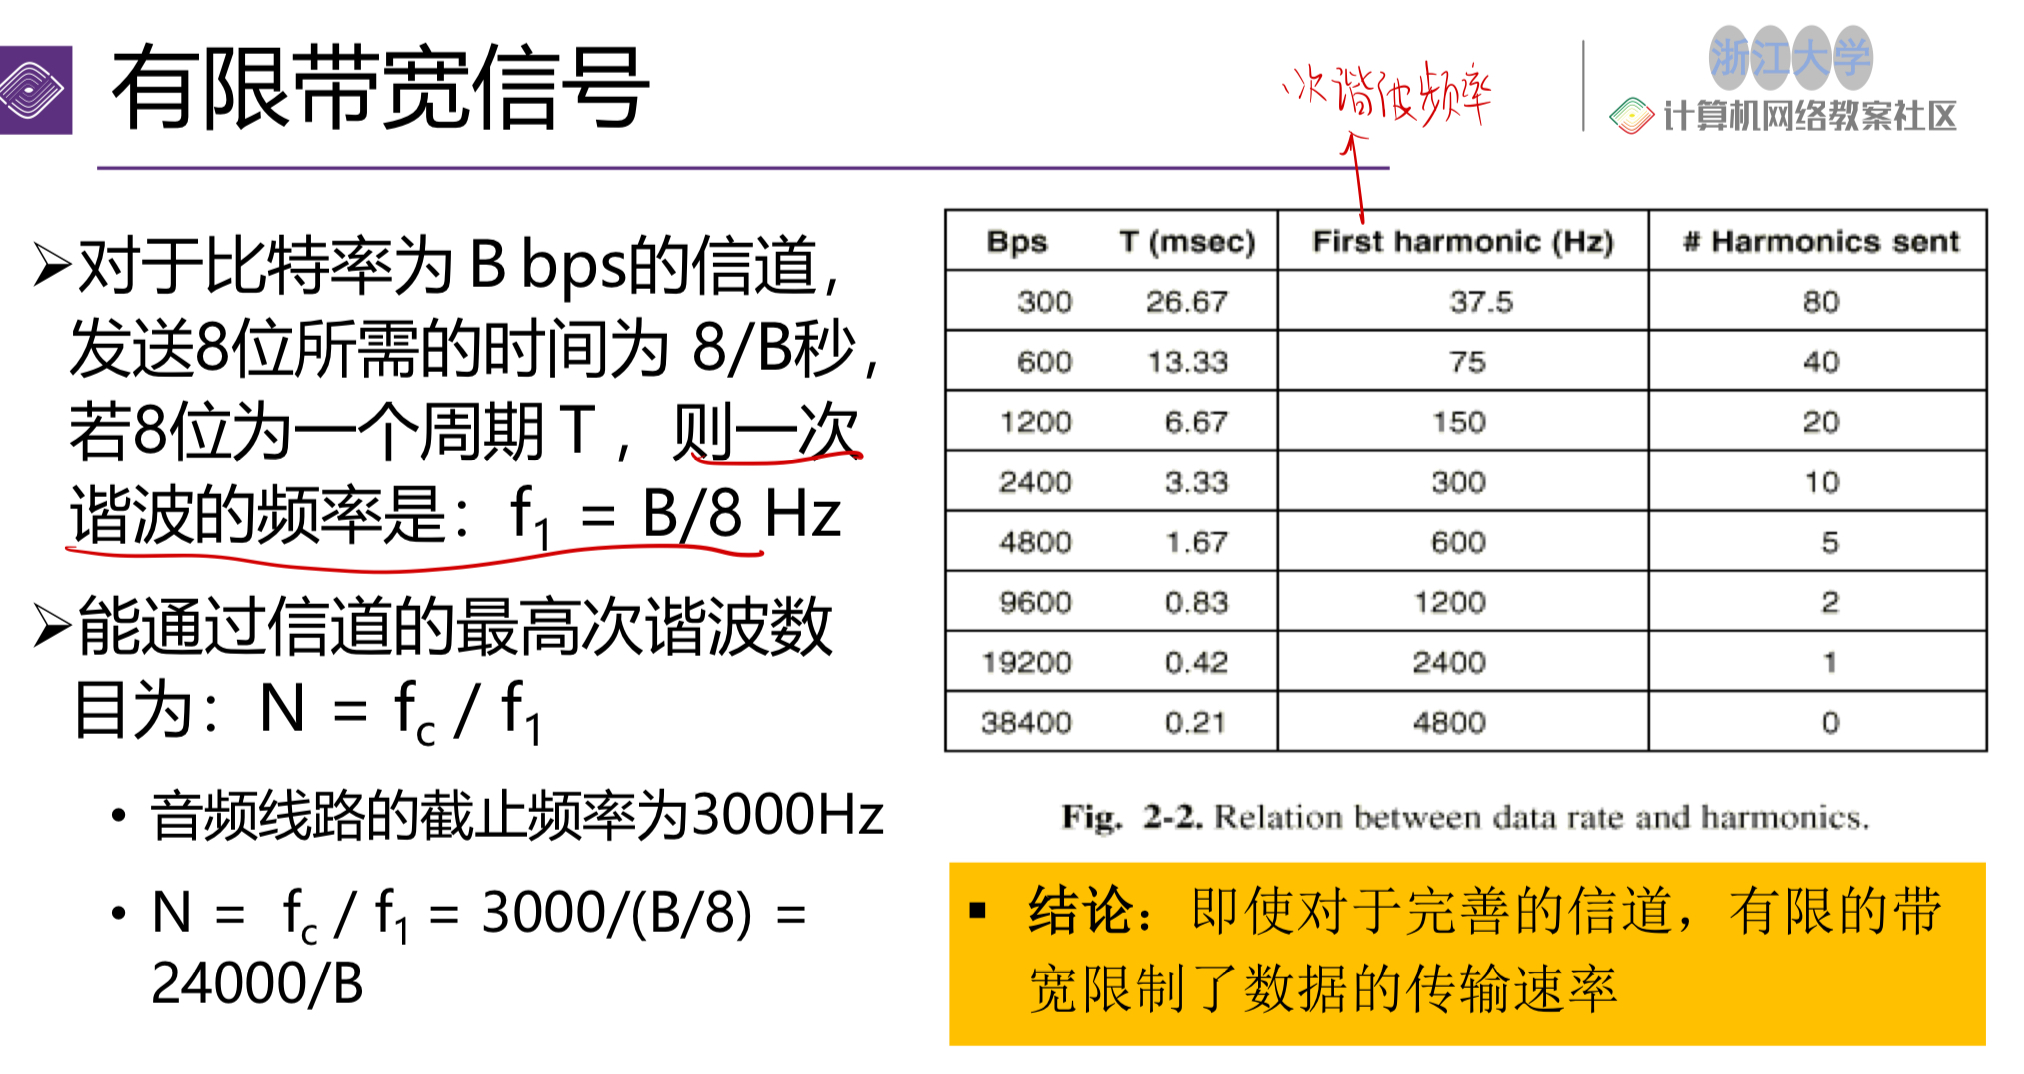 有限带宽信号
一次谐波频率
浙江大学
计算机网络教案社区
➢对于比特率为 B bps的信道，
发送8位所需的时间为 8/B秒，
若8位为一个周期 T ，则一次
谐波的频率是：f₁ = B/8 Hz
➢能通过信道的最高次谐波数
目为：N = fc / f₁
• 音频线路的截止频率为3000Hz
• N = fc / f₁ = 3000/(B/8) =
24000/B
Bps T (msec) First harmonic (Hz) # Harmonics sent
300 26.67 37.5 80
600 13.33 75 40
1200 6.67 150 20
2400 3.33 300 10
4800 1.67 600 5
9600 0.83 1200 2
19200 0.42 2400 1
38400 0.21 4800 0
Fig. 2-2. Relation between data rate and harmonics.
▪ 结论：即使对于完善的信道，有限的带
宽限制了数据的传输速率